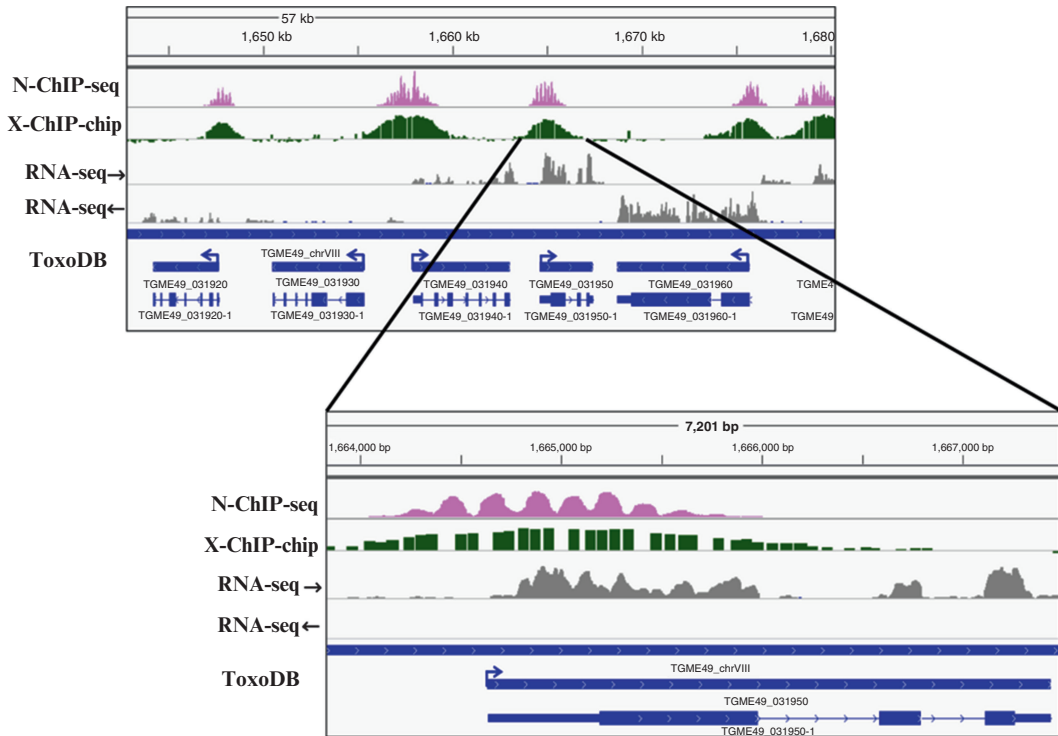 57 kb
1,650 kb 1,660 kb 1,670 kb 1,680
N-ChIP-seq
X-ChIP-chip
RNA-seq→
RNA-seq←
ToxoDB
TGME49_chrVIII
TGME49_031920 TGME49_031930 TGME49_031940 TGME49_031950 TGME49_031960 TGME4
TGME49_031920-1 TGME49_031930-1 TGME49_031940-1 TGME49_031950-1 TGME49_031960-1 TGME49
7,201 bp
1,664,000 bp 1,665,000 bp 1,666,000 bp 1,667,000 bp
N-ChIP-seq
X-ChIP-chip
RNA-seq →
RNA-seq ←
ToxoDB
TGME49_chrVIII
TGME49_031950
TGME49_031950-1